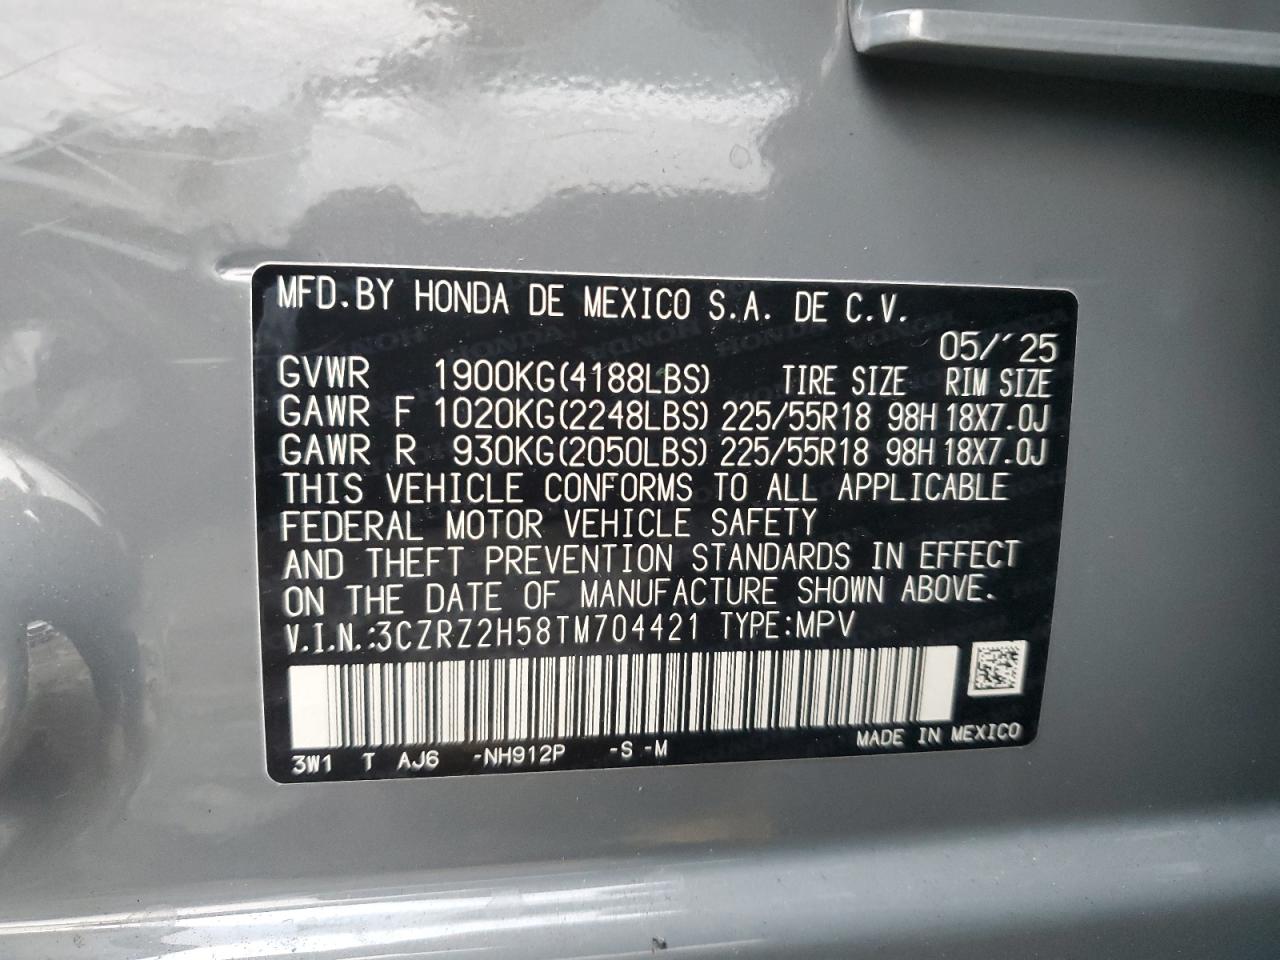 MFD.BY HONDA DE MEXICO S.A. DE C.V.
05/´25
GVWR 1900KG(4188LBS) TIRE SIZE RIM SIZE
GAWR F 1020KG(2248LBS) 225/55R18 98H 18X7.0J
GAWR R 930KG(2050LBS) 225/55R18 98H 18X7.0J
THIS VEHICLE CONFORMS TO ALL APPLICABLE
FEDERAL MOTOR VEHICLE SAFETY
AND THEFT PREVENTION STANDARDS IN EFFECT
ON THE DATE OF MANUFACTURE SHOWN ABOVE.
V.I.N.:3CZRZ2H58TM704421 TYPE:MPV
3W1 T AJ6 -NH912P -S -M MADE IN MEXICO